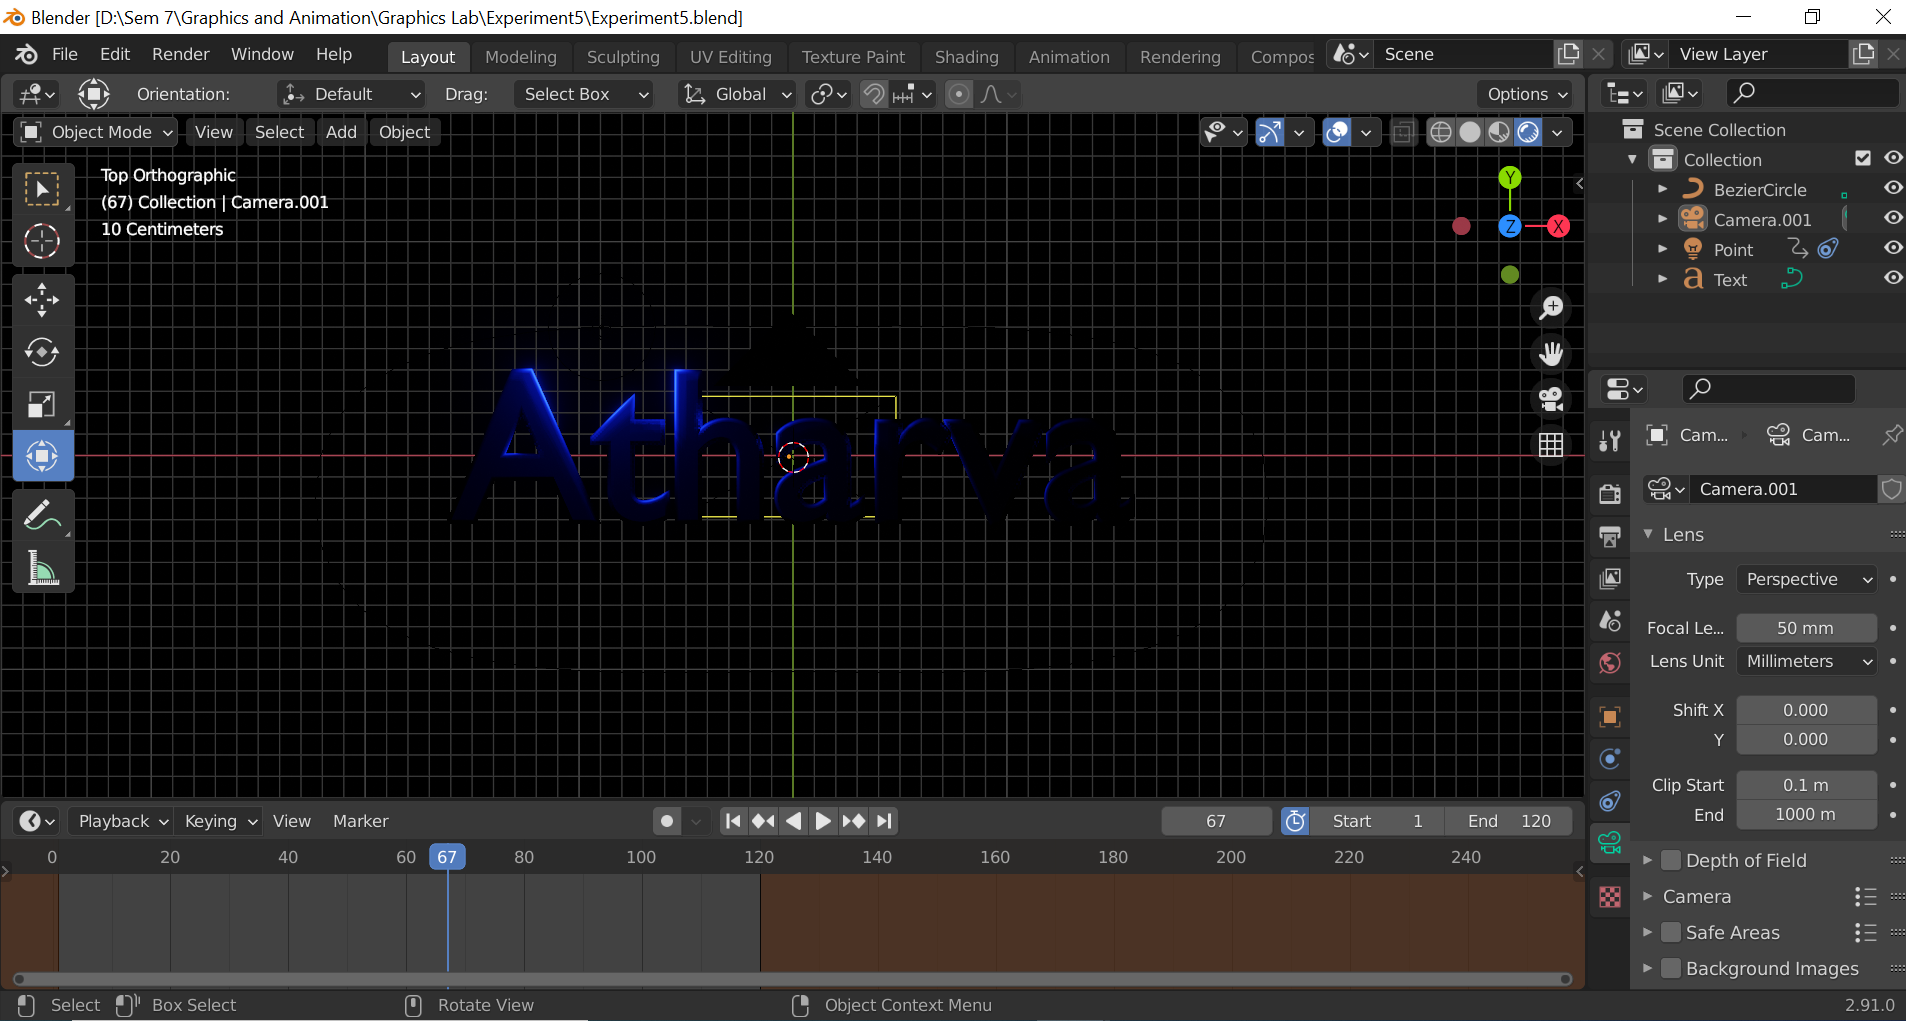 Blender [D:\Sem 7\Graphics and Animation\Graphics Lab\Experiment5\Experiment5.blend]
File Edit Render Window Help Layout Modeling Sculpting UV Editing Texture Paint Shading Animation Rendering Compos Scene View Layer
Orientation: Default Drag: Select Box Global Options
Object Mode View Select Add Object
Scene Collection
Collection
BezierCircle
Camera.001
Point
Text
Top Orthographic
(67) Collection | Camera.001
10 Centimeters
Y
Z X
Atharva
Cam... Cam...
Camera.001
Lens
Type Perspective
Focal Le... 50 mm
Lens Unit Millimeters
Shift X 0.000
Y 0.000
Clip Start 0.1 m
End 1000 m
Depth of Field
Camera
Safe Areas
Background Images
Playback Keying View Marker 67 Start 1 End 120
0 20 40 60 67 80 100 120 140 160 180 200 220 240
Select Box Select Rotate View Object Context Menu 2.91.0